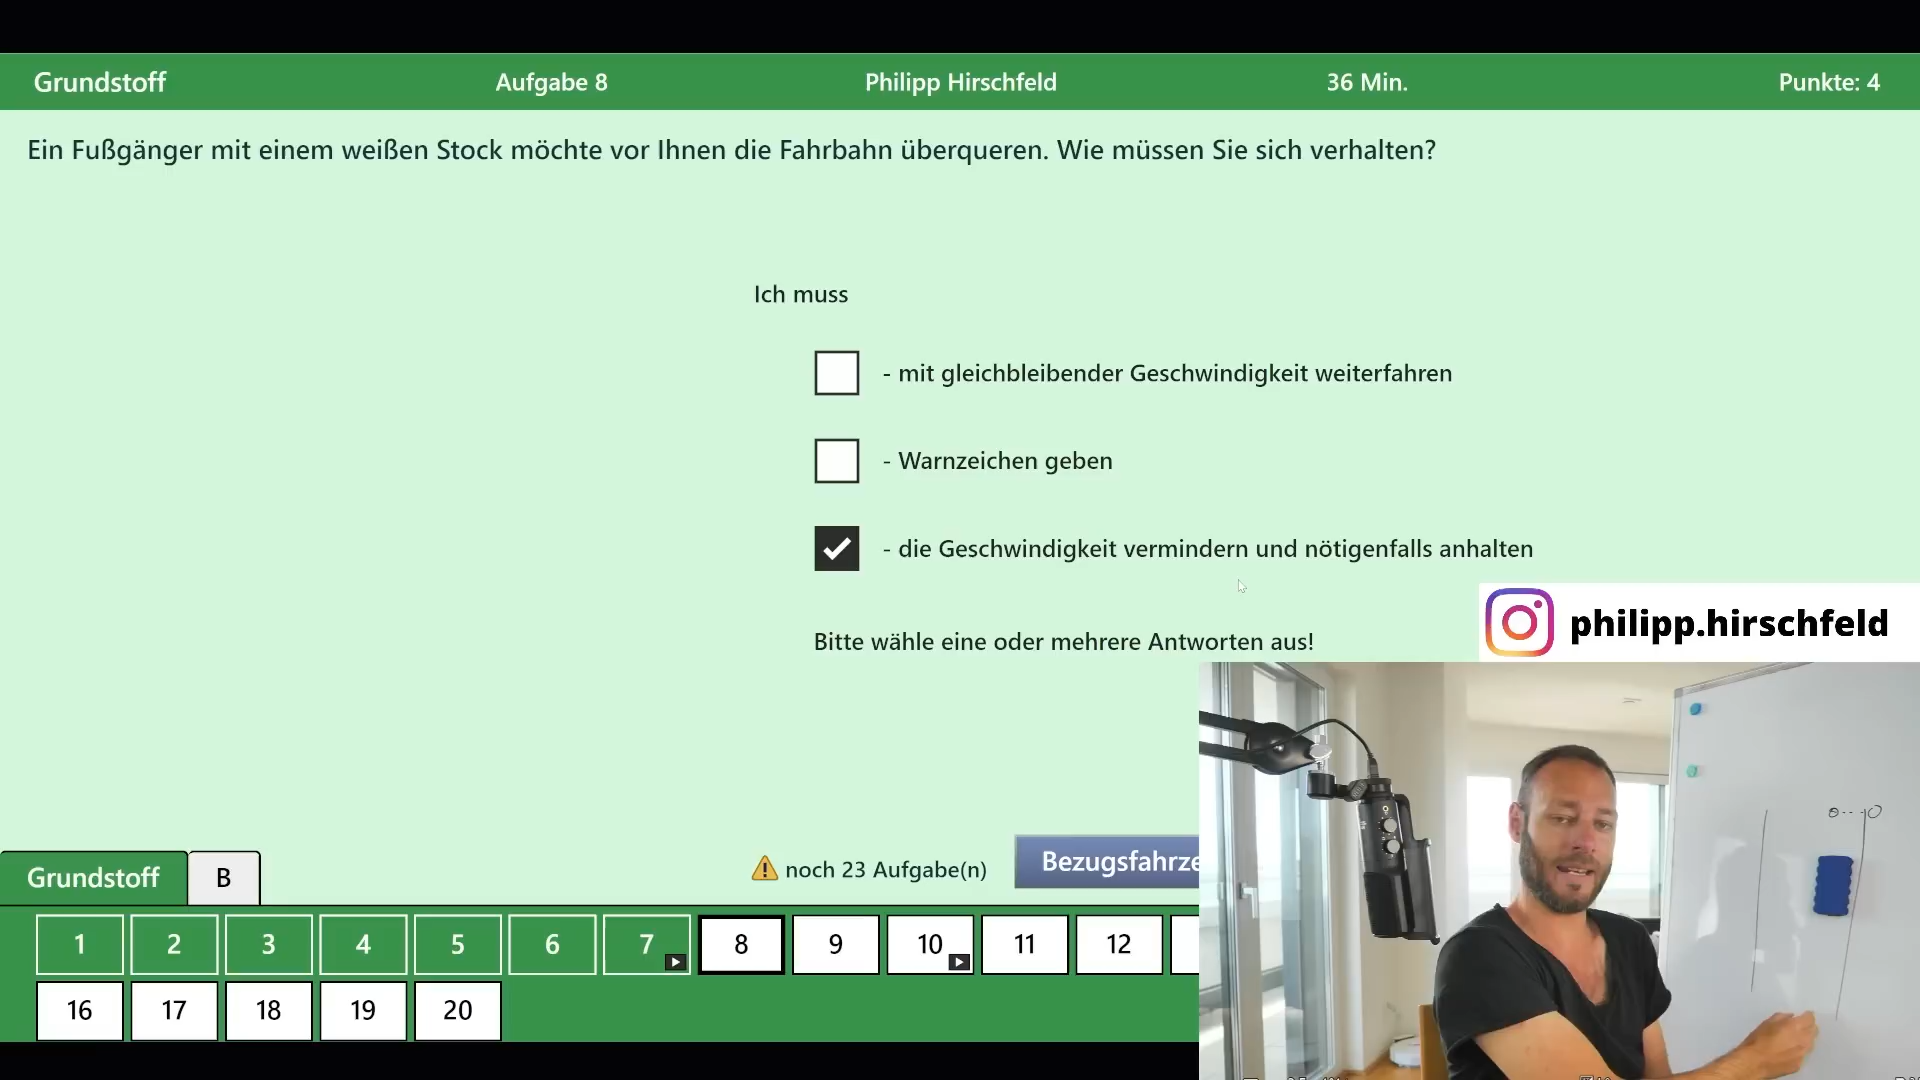 Grundstoff Aufgabe 8 Philipp Hirschfeld 36 Min. Punkte: 4
Ein Fußgänger mit einem weißen Stock möchte vor Ihnen die Fahrbahn überqueren. Wie müssen Sie sich verhalten?
Ich muss
- mit gleichbleibender Geschwindigkeit weiterfahren
- Warnzeichen geben
- die Geschwindigkeit vermindern und nötigenfalls anhalten
Bitte wähle eine oder mehrere Antworten aus!
philipp.hirschfeld
noch 23 Aufgabe(n)
Bezugsfahrze
Grundstoff B
1 2 3 4 5 6 7 8 9 10 11 12
16 17 18 19 20